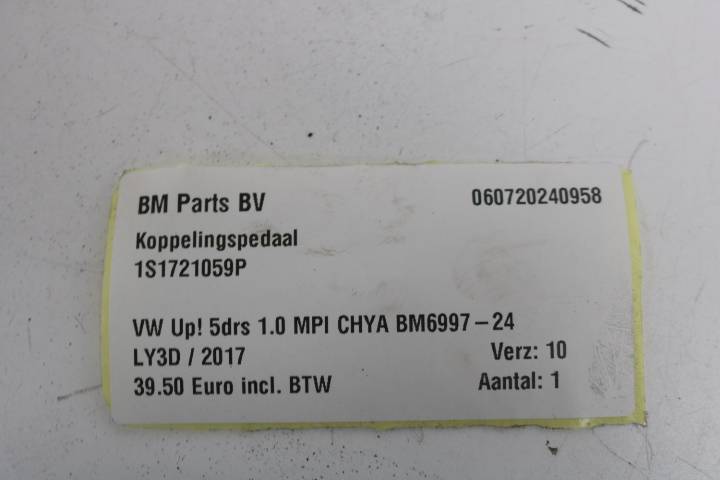 BM Parts BV 060720240958
Koppelingspedaal
1S1721059P
VW Up! 5drs 1.0 MPI CHYA BM6997-24
LY3D / 2017 Verz: 10
39.50 Euro incl. BTW Aantal: 1